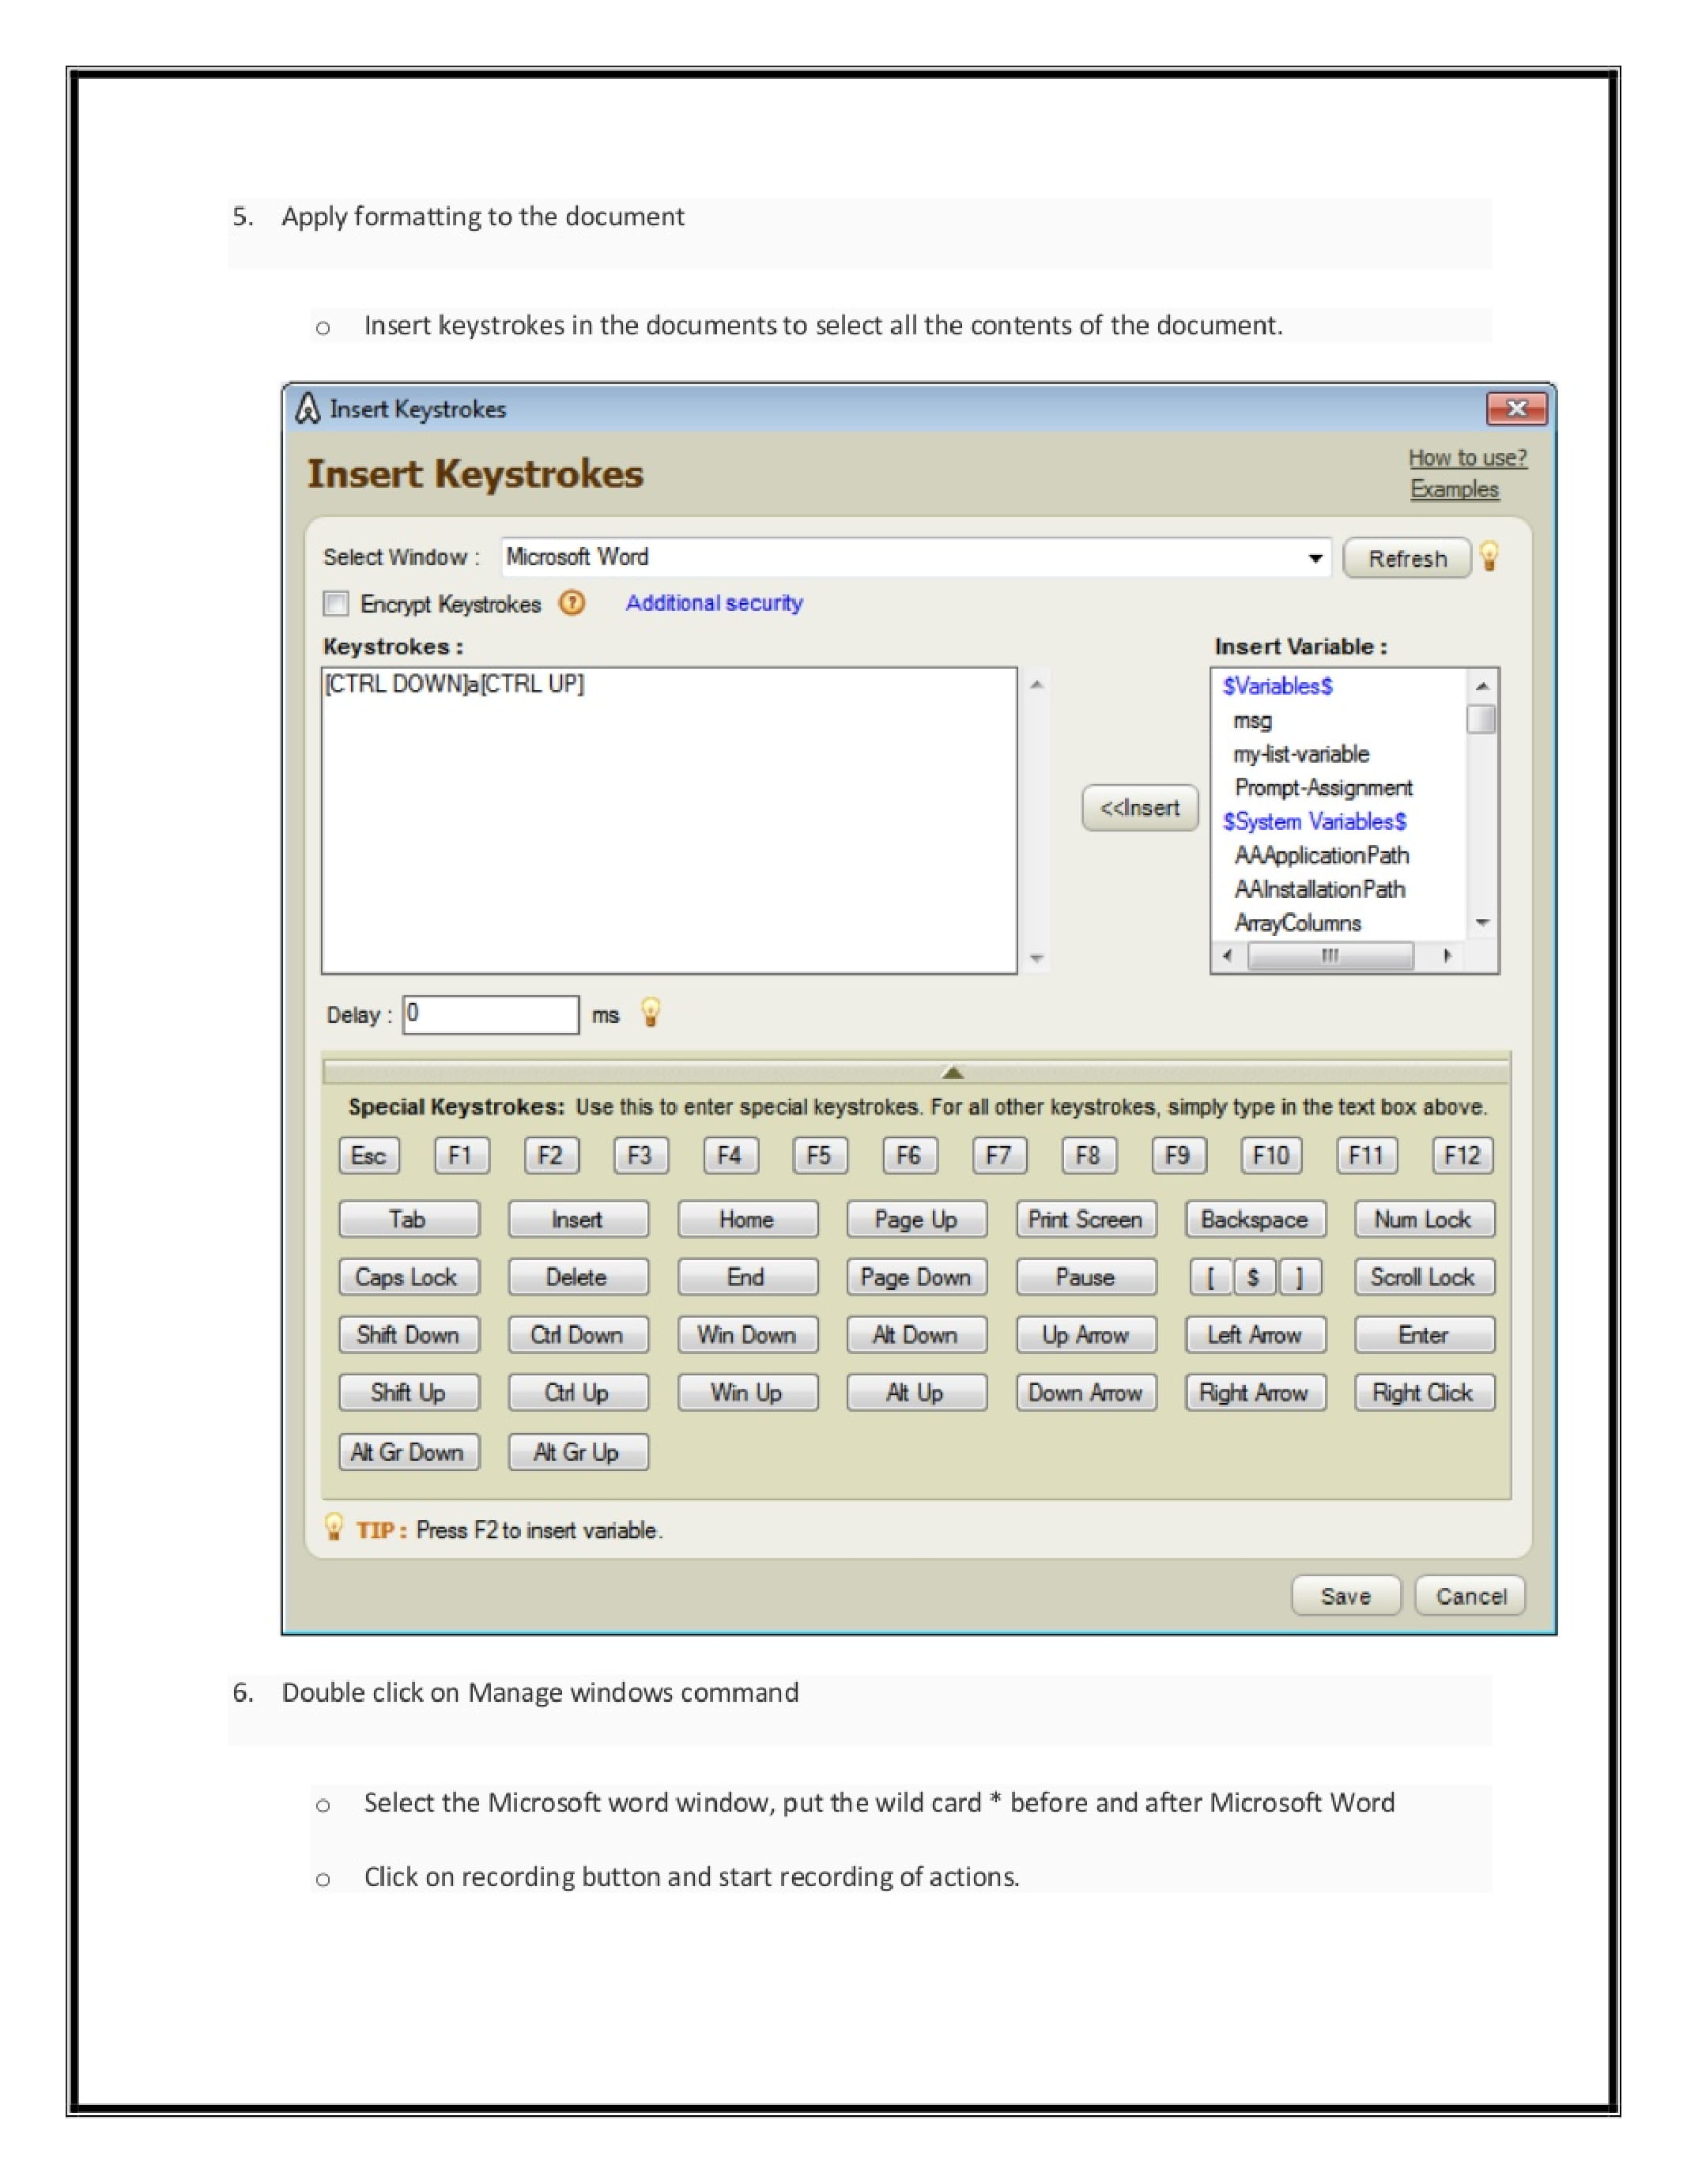 5. Apply formatting to the document
o Insert keystrokes in the documents to select all the contents of the document.
Insert Keystrokes
Insert Keystrokes
How to use?
Examples
Select Window : Microsoft Word Refresh
Encrypt Keystrokes ? Additional security
Keystrokes : Insert Variable :
[CTRL DOWN]a[CTRL UP]
$Variables$
msg
my-list-variable
Prompt-Assignment
<<Insert
$System Variables$
AAApplicationPath
AAInstallationPath
ArrayColumns
Delay : 0 ms
Special Keystrokes: Use this to enter special keystrokes. For all other keystrokes, simply type in the text box above.
Esc F1 F2 F3 F4 F5 F6 F7 F8 F9 F10 F11 F12
Tab Insert Home Page Up Print Screen Backspace Num Lock
Caps Lock Delete End Page Down Pause [ $ ] Scroll Lock
Shift Down Ctrl Down Win Down Alt Down Up Arrow Left Arrow Enter
Shift Up Ctrl Up Win Up Alt Up Down Arrow Right Arrow Right Click
Alt Gr Down Alt Gr Up
TIP : Press F2 to insert variable.
Save Cancel
6. Double click on Manage windows command
o Select the Microsoft word window, put the wild card * before and after Microsoft Word
o Click on recording button and start recording of actions.